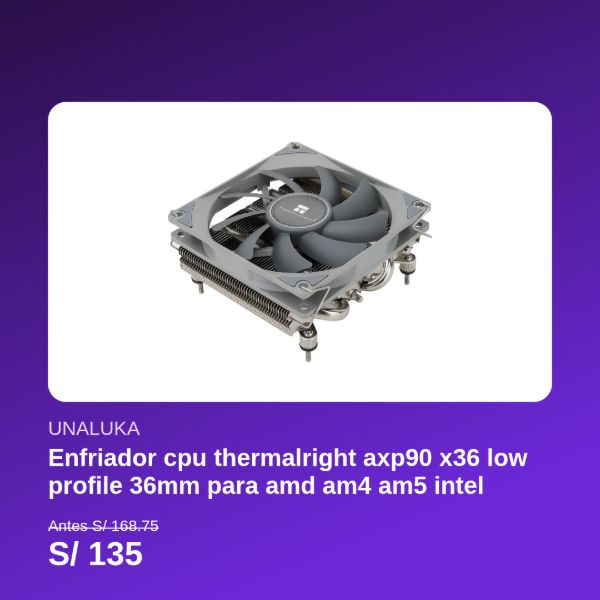 UNALUKA
Enfriador cpu thermalright axp90 x36 low
profile 36mm para amd am4 am5 intel
Antes S/ 168.75
S/ 135